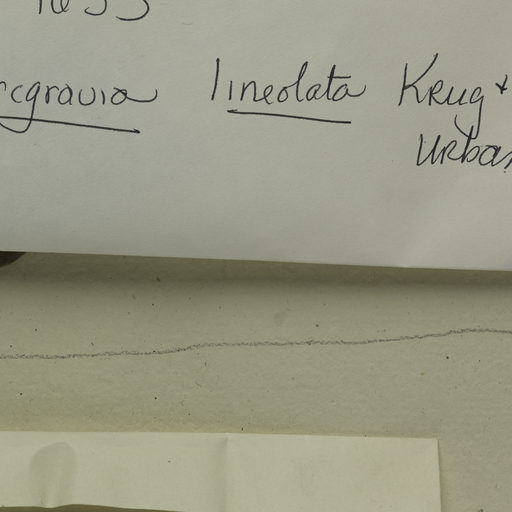 rcgravia lineolata Krug +
Urban